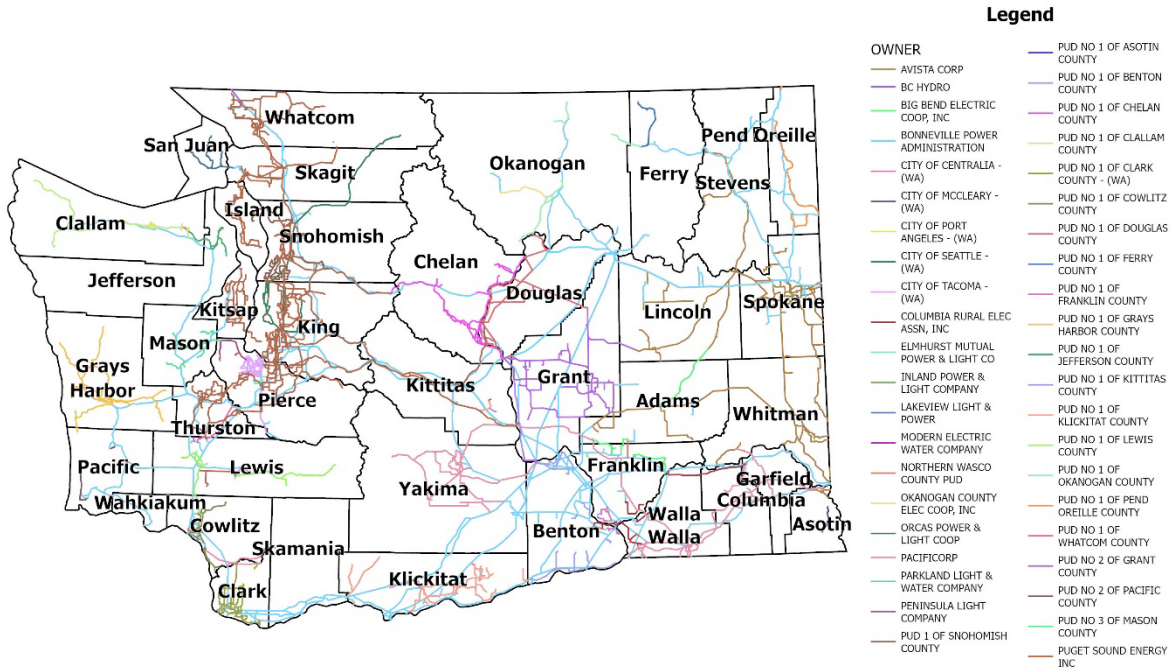 Legend
OWNER
AVISTA CORP
BC HYDRO
BIG BEND ELECTRIC
COOP, INC
BONNEVILLE POWER
ADMINISTRATION
CITY OF CENTRALIA -
(WA)
CITY OF MCCLEARY -
(WA)
CITY OF PORT
ANGELES - (WA)
CITY OF SEATTLE -
(WA)
CITY OF TACOMA -
(WA)
COLUMBIA RURAL ELEC
ASSN, INC
ELMHURST MUTUAL
POWER & LIGHT CO
INLAND POWER &
LIGHT COMPANY
LAKEVIEW LIGHT &
POWER
MODERN ELECTRIC
WATER COMPANY
NORTHERN WASCO
COUNTY PUD
OKANOGAN COUNTY
ELEC COOP, INC
ORCAS POWER &
LIGHT COOP
PACIFICORP
PARKLAND LIGHT &
WATER COMPANY
PENINSULA LIGHT
COMPANY
PUD 1 OF SNOHOMISH
COUNTY
PUD NO 1 OF ASOTIN
COUNTY
PUD NO 1 OF BENTON
COUNTY
PUD NO 1 OF CHELAN
COUNTY
PUD NO 1 OF CLALLAM
COUNTY
PUD NO 1 OF CLARK
COUNTY - (WA)
PUD NO 1 OF COWLITZ
COUNTY
PUD NO 1 OF DOUGLAS
COUNTY
PUD NO 1 OF FERRY
COUNTY
PUD NO 1 OF
FRANKLIN COUNTY
PUD NO 1 OF GRAYS
HARBOR COUNTY
PUD NO 1 OF
JEFFERSON COUNTY
PUD NO 1 OF KITTITAS
COUNTY
PUD NO 1 OF
KLICKITAT COUNTY
PUD NO 1 OF LEWIS
COUNTY
PUD NO 1 OF
OKANOGAN COUNTY
PUD NO 1 OF PEND
OREILLE COUNTY
PUD NO 1 OF
WHATCOM COUNTY
PUD NO 2 OF GRANT
COUNTY
PUD NO 2 OF PACIFIC
COUNTY
PUD NO 3 OF MASON
COUNTY
PUGET SOUND ENERGY
INC
Whatcom
San Juan
Skagit
Okanogan
Ferry
Pend Oreille
Stevens
Island
Clallam
Snohomish
Chelan
Jefferson
Douglas
Kitsap
King
Lincoln
Spokane
Mason
Grays
Harbor
Kittitas
Grant
Pierce
Adams
Whitman
Thurston
Pacific
Lewis
Yakima
Franklin
Garfield
Columbia
Wahkiakum
Cowlitz
Walla
Walla
Asotin
Benton
Skamania
Klickitat
Clark